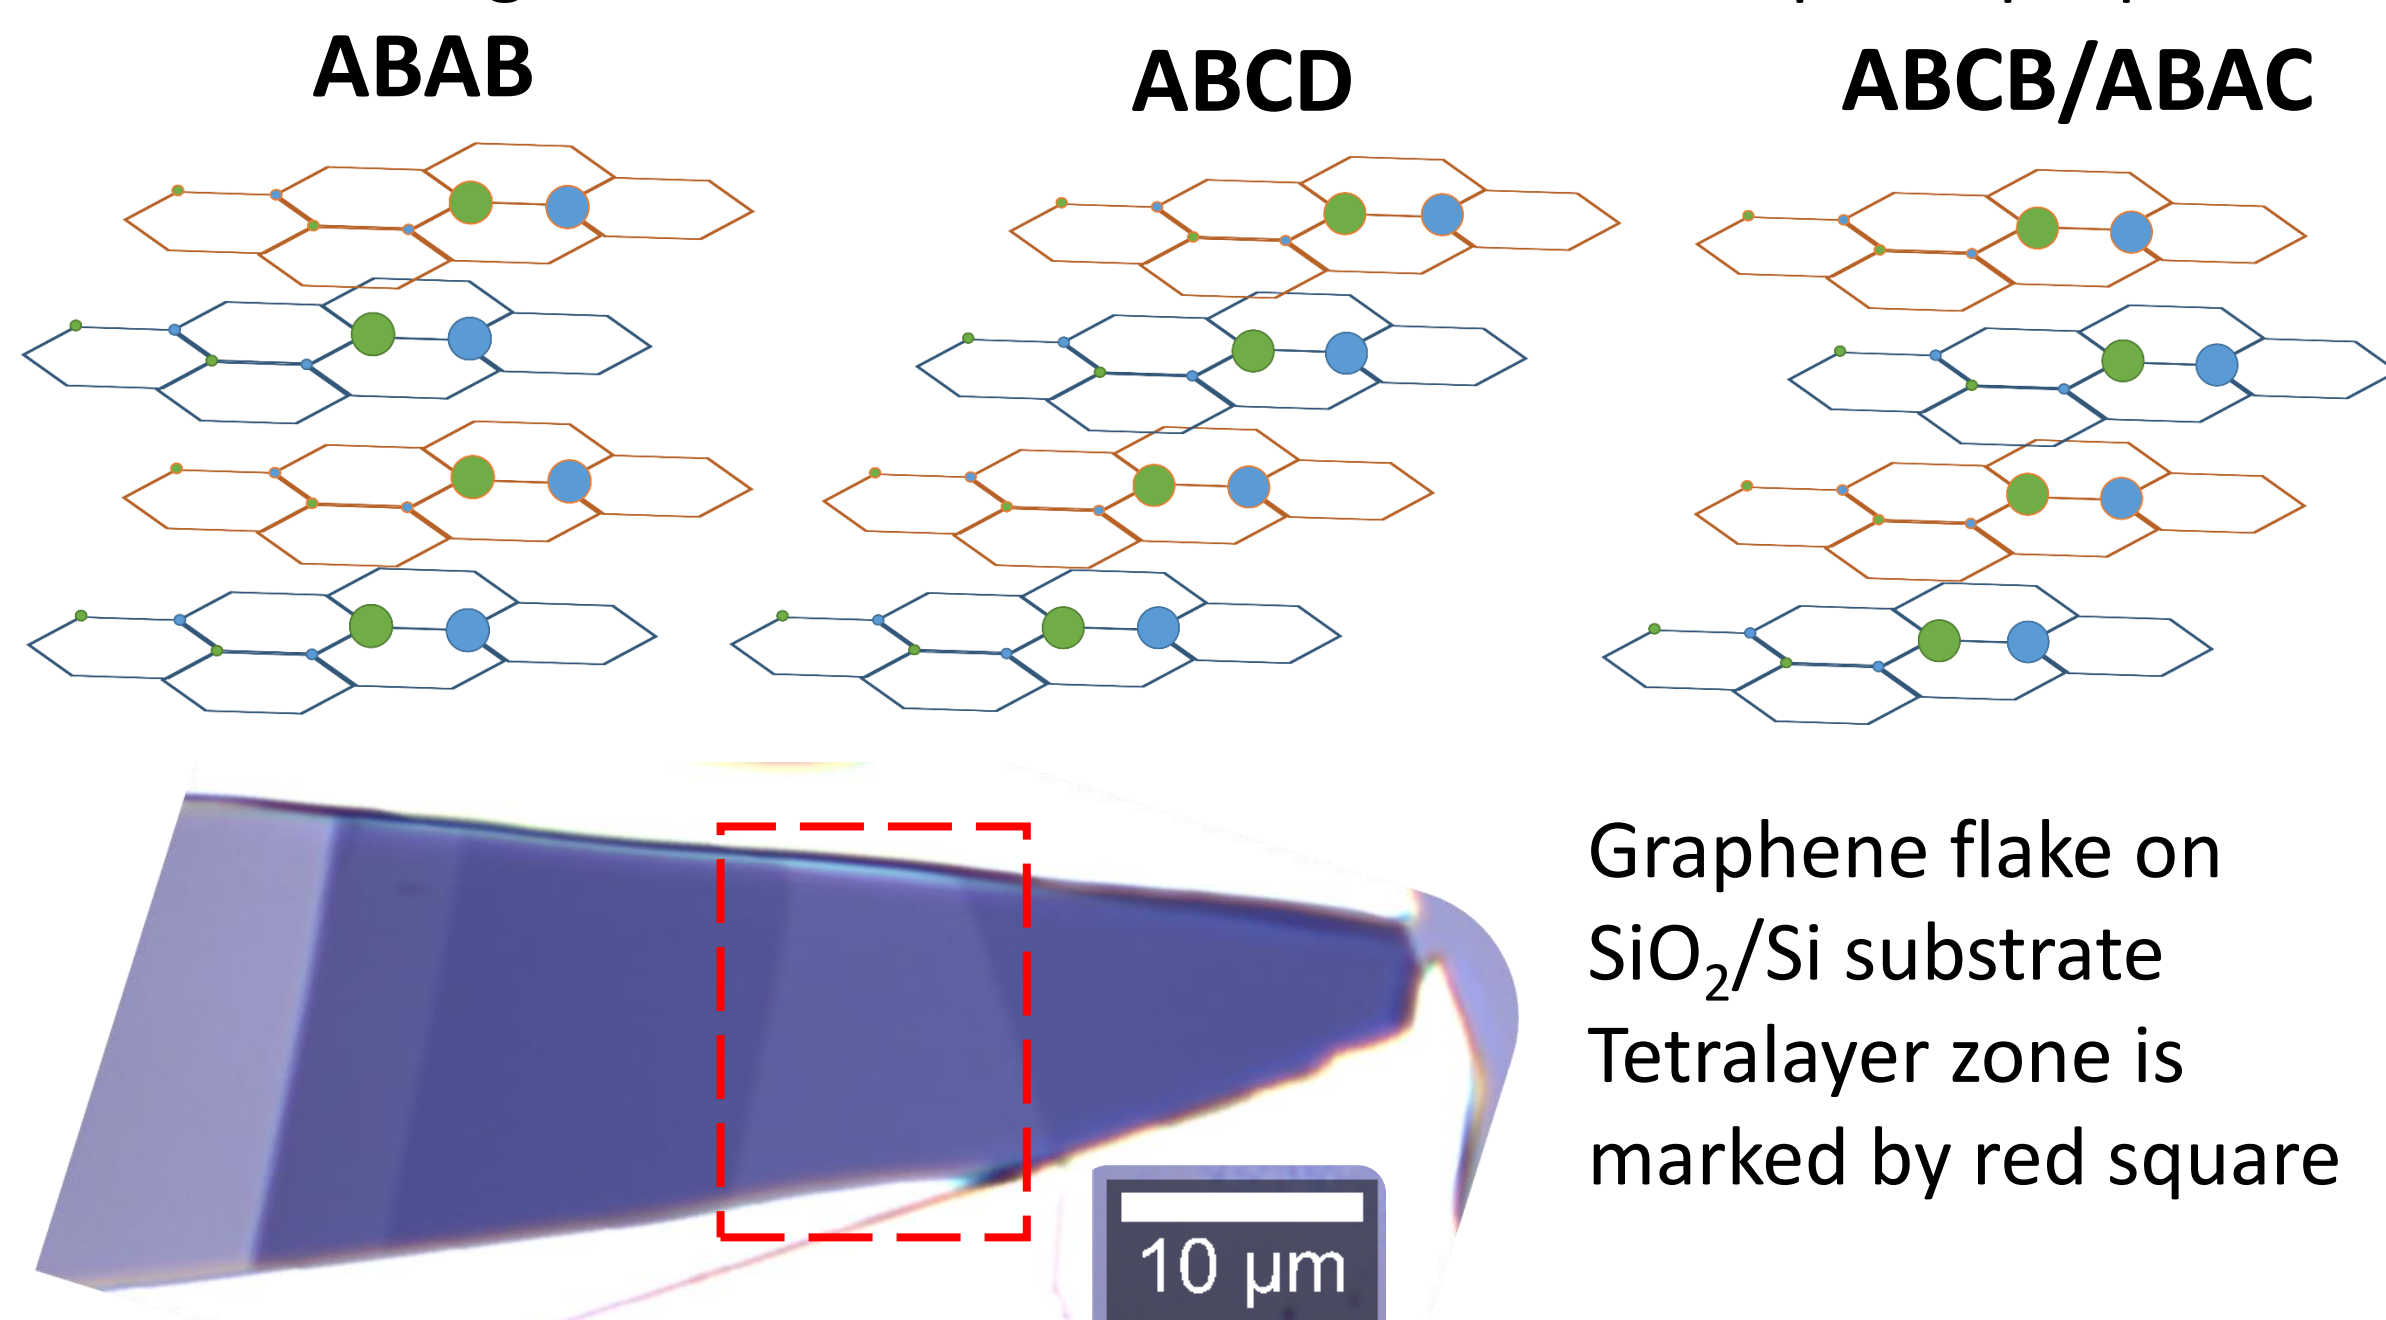 ABAB
ABCD
ABCB/ABAC
Graphene flake on
SiO₂/Si substrate
Tetralayer zone is
marked by red square
10 µm